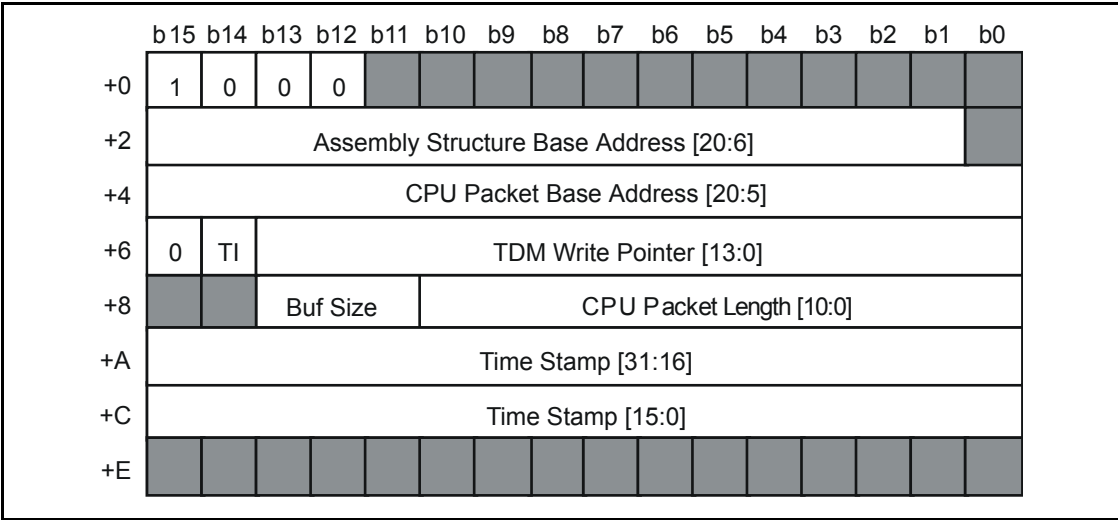 b15 b14 b13 b12 b11 b10 b9 b8 b7 b6 b5 b4 b3 b2 b1 b0
+0 1 0 0 0
+2 Assembly Structure Base Address [20:6]
+4 CPU Packet Base Address [20:5]
+6 0 TI TDM Write Pointer [13:0]
+8 Buf Size CPU Packet Length [10:0]
+A Time Stamp [31:16]
+C Time Stamp [15:0]
+E